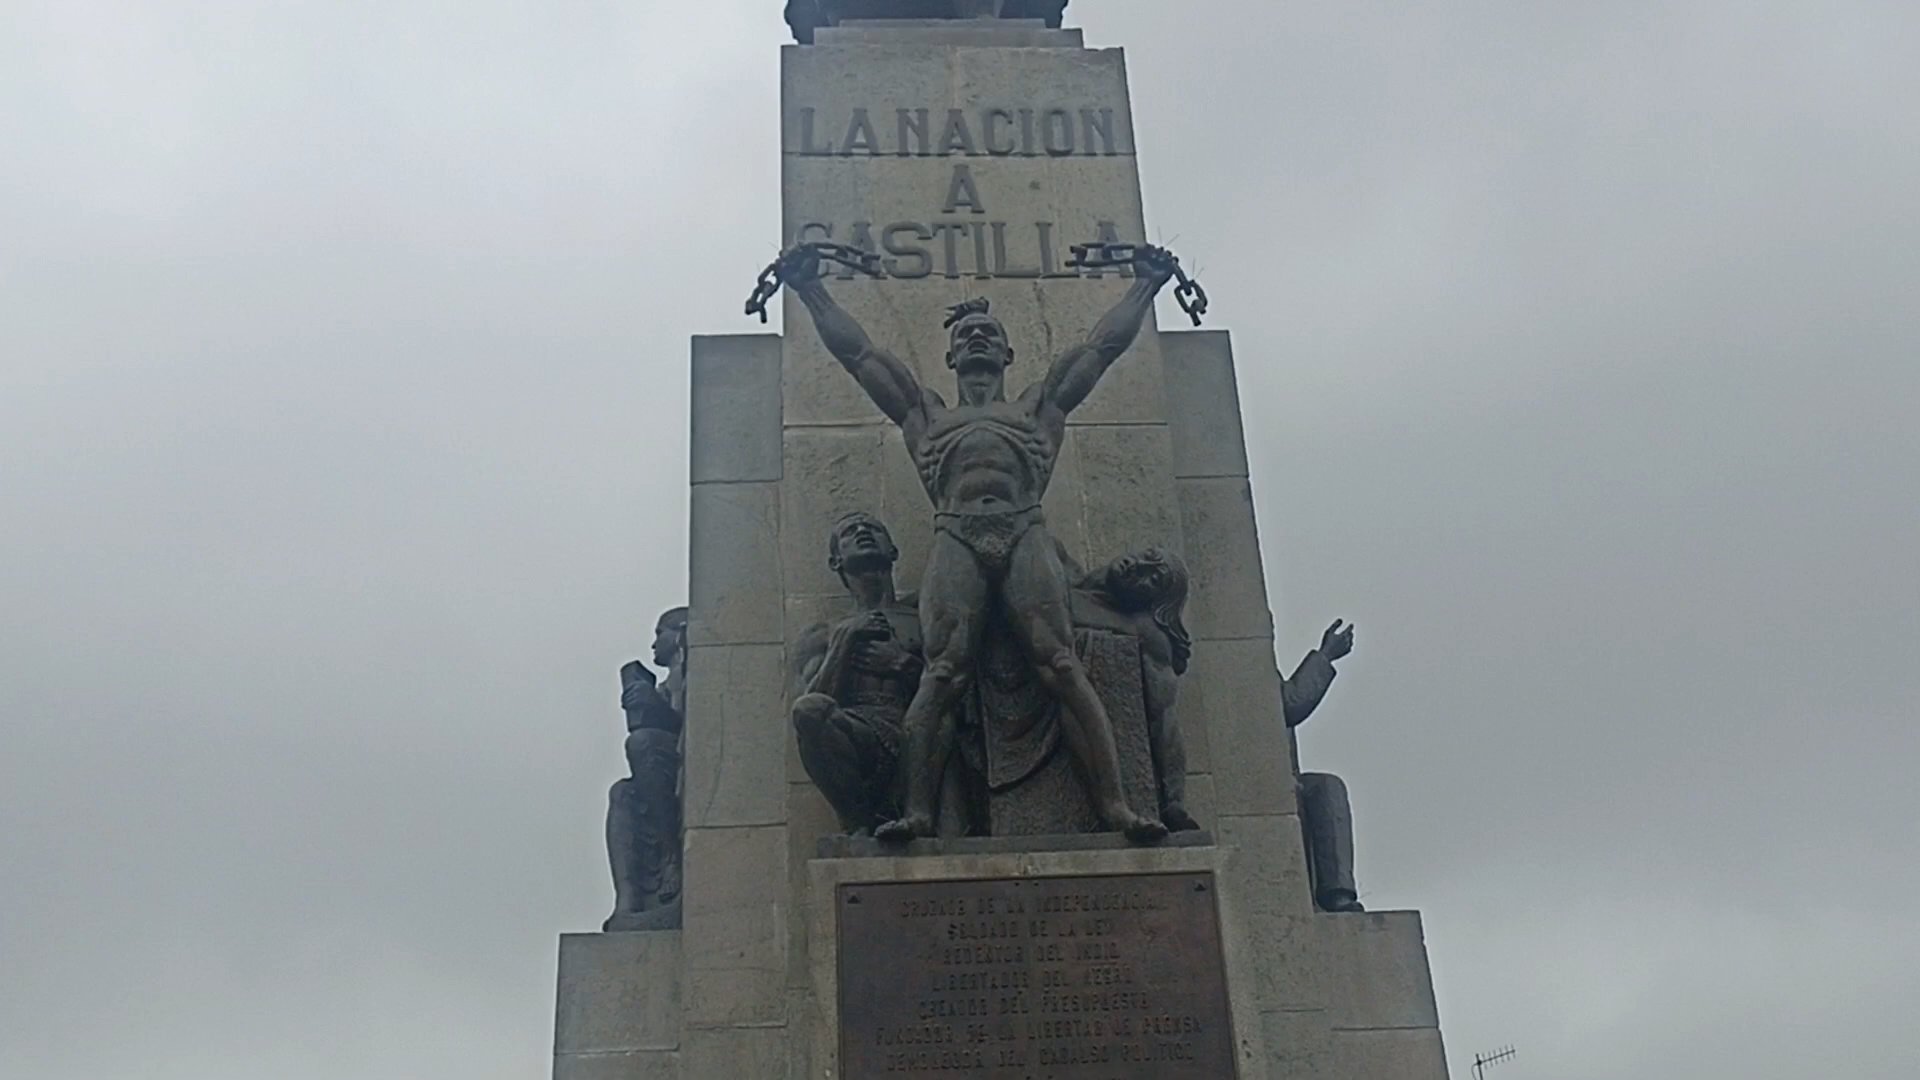 LA NACION
A
CASTILLA
CRUZADO DE LA INDEPENDENCIA
SOLDADO DE LA LEY
REDENTOR DEL INDIO
LIBERTADOR DEL NEGRO
CREADOR DEL PRESUPUESTO
FUNDADOR DE LA LIBERTAD DE PRENSA
DEMOLEDOR DEL CADALSO POLITICO